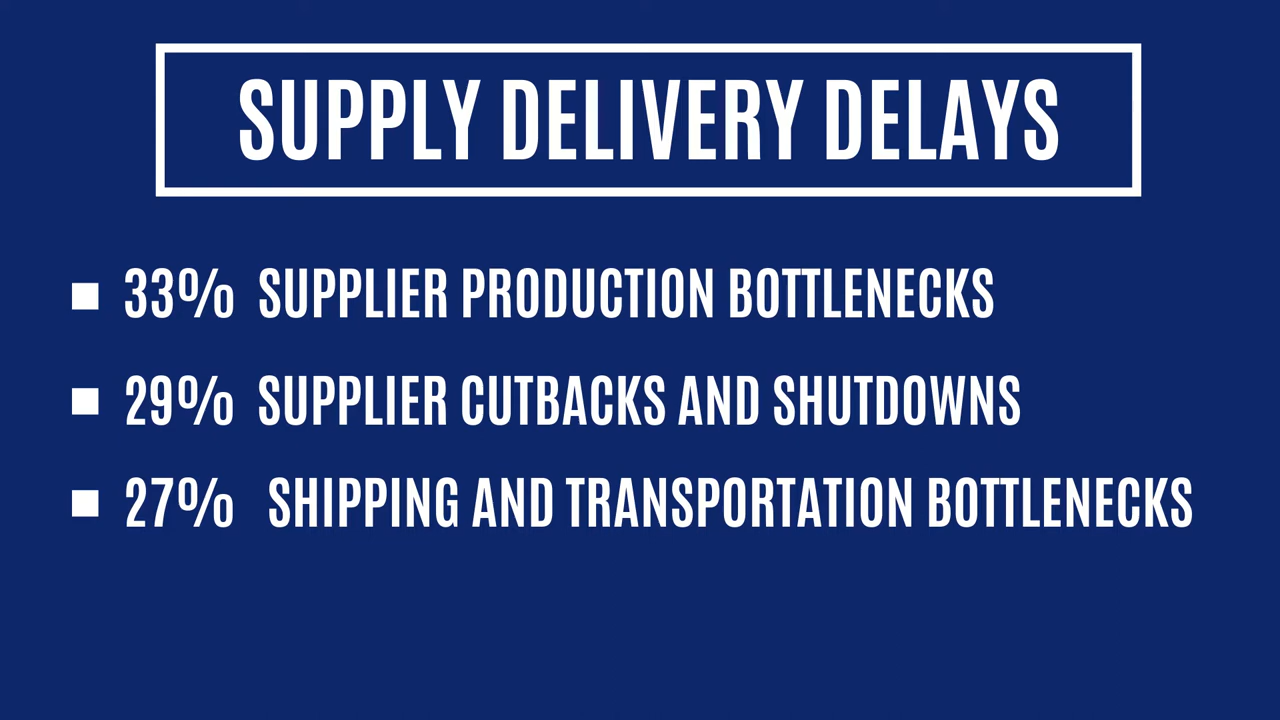 SUPPLY DELIVERY DELAYS
33% SUPPLIER PRODUCTION BOTTLENECKS
29% SUPPLIER CUTBACKS AND SHUTDOWNS
27% SHIPPING AND TRANSPORTATION BOTTLENECKS